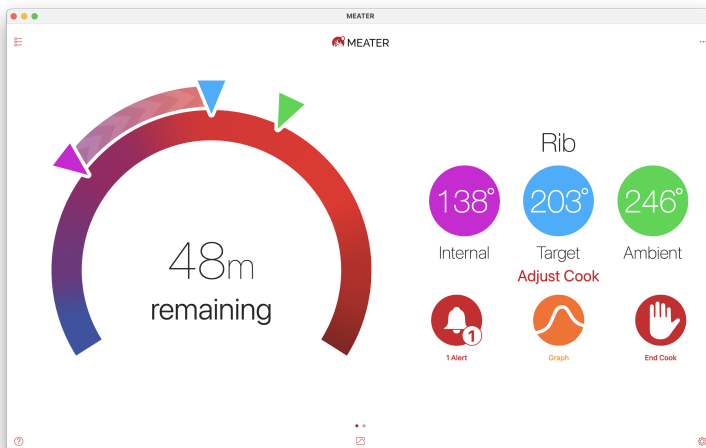 MEATER
MEATER
48m
remaining
Rib
138° 203° 246°
Internal Target Ambient
Adjust Cook
1
1 Alert Graph End Cook